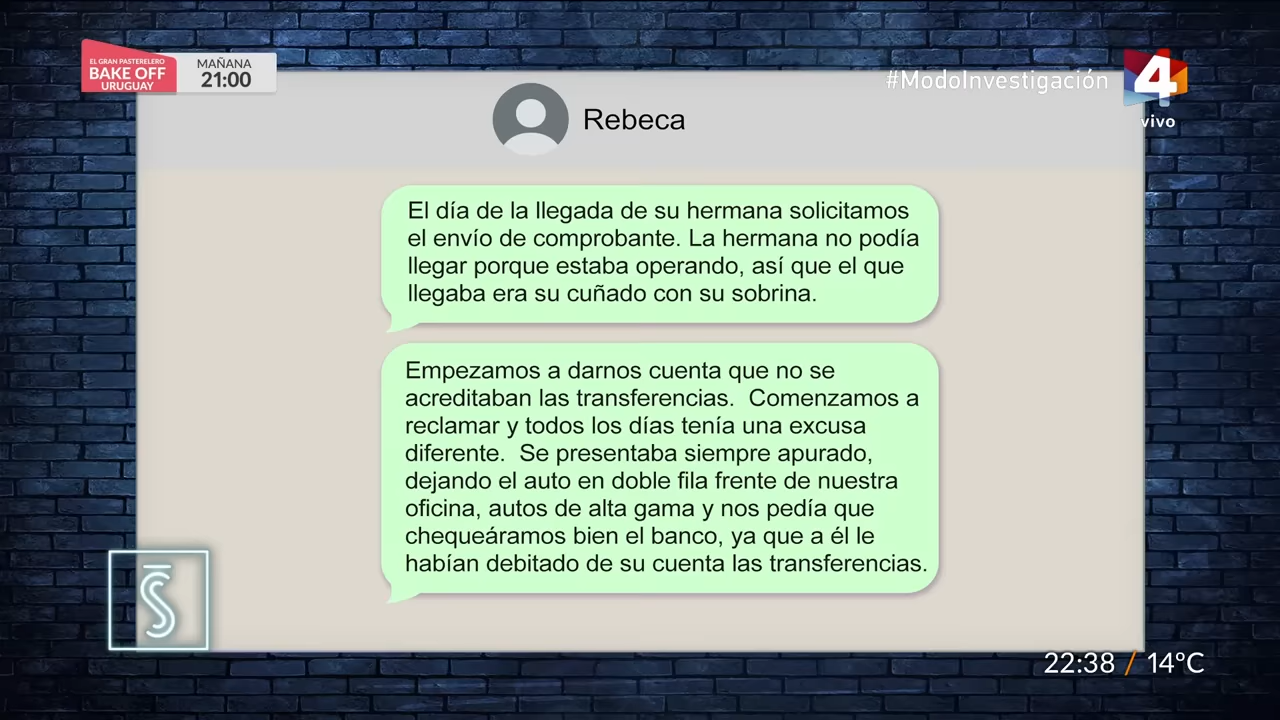 EL GRAN PASTERELERO
BAKE OFF
URUGUAY
MAÑANA
21:00
#ModoInvestigación
4
vivo
Rebeca
El día de la llegada de su hermana solicitamos
el envío de comprobante. La hermana no podía
llegar porque estaba operando, así que el que
llegaba era su cuñado con su sobrina.
Empezamos a darnos cuenta que no se
acreditaban las transferencias.  Comenzamos a
reclamar y todos los días tenía una excusa
diferente.  Se presentaba siempre apurado,
dejando el auto en doble fila frente de nuestra
oficina, autos de alta gama y nos pedía que
chequeáramos bien el banco, ya que a él le
habían debitado de su cuenta las transferencias.
S
22:38 / 14°C